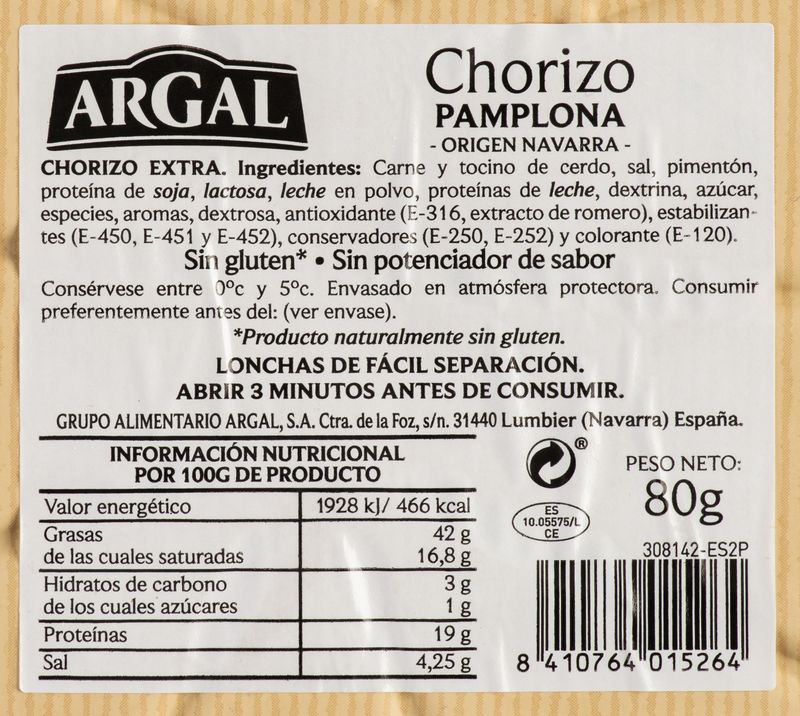 ARGAL
Chorizo
PAMPLONA
- ORIGEN NAVARRA -
CHORIZO EXTRA. Ingredientes: Carne y tocino de cerdo, sal, pimentón,
proteína de soja, lactosa, leche en polvo, proteínas de leche, dextrina, azúcar,
especies, aromas, dextrosa, antioxidante (E-316, extracto de romero), estabilizan-
tes (E-450, E-451 y E-452), conservadores (E-250, E-252) y colorante (E-120).
Sin gluten* • Sin potenciador de sabor
Consérvese entre 0ºc y 5ºc. Envasado en atmósfera protectora. Consumir
preferentemente antes del: (ver envase).
*Producto naturalmente sin gluten.
LONCHAS DE FÁCIL SEPARACIÓN.
ABRIR 3 MINUTOS ANTES DE CONSUMIR.
GRUPO ALIMENTARIO ARGAL, S.A. Ctra. de la Foz, s/n. 31440 Lumbier (Navarra) España.
INFORMACIÓN NUTRICIONAL
POR 100G DE PRODUCTO
Valor energético 1928 kJ/ 466 kcal
Grasas 42 g
de las cuales saturadas 16,8 g
Hidratos de carbono 3 g
de los cuales azúcares 1 g
Proteínas 19 g
Sal 4,25 g
®
ES
10.05575/L
CE
PESO NETO:
80g
308142-ES2P
8 410764 015264